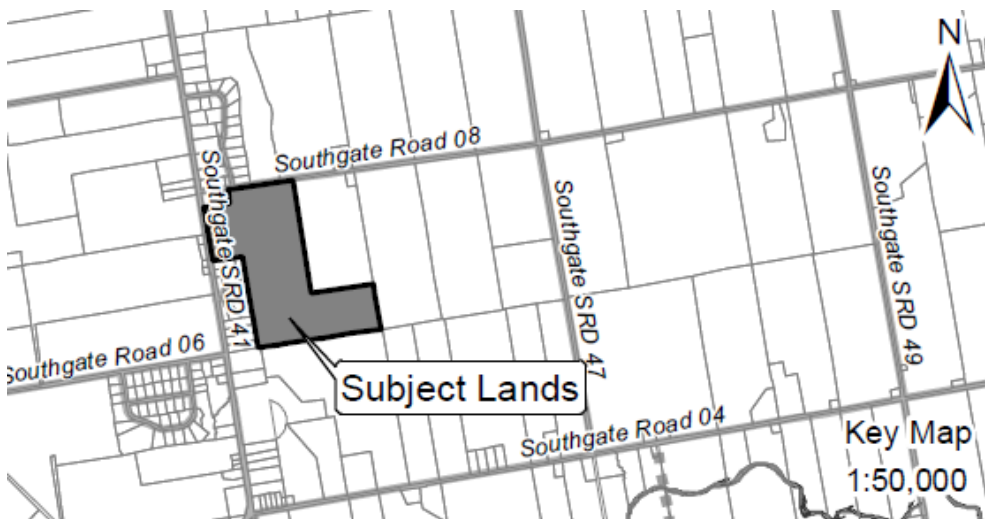 N
Southgate Road 08
Southgate SRD 41
Southgate SRD 47
Southgate SRD 49
Southgate Road 06
Subject Lands
Southgate Road 04
Key Map
1:50,000